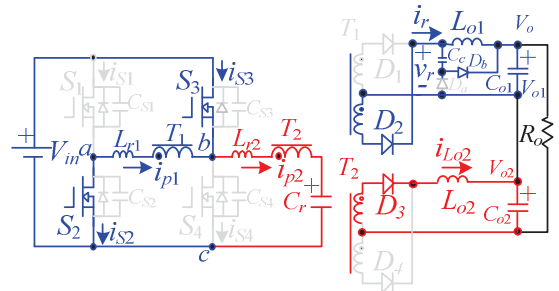 T1
ir
Lo1
Vo
S1
iS1
CS1
S3
iS3
CS3
D1
+
vr
-
Cc
Db
Da
+
Co1
Vo1
+
Vin
a
Lr1
T1
b
Lr2
T2
D2
Ro
ip1
ip2
T2
iLo2
Vo2
S2
iS2
CS2
S4
iS4
CS4
Cr
+
D3
Lo2
+
Co2
c
D4